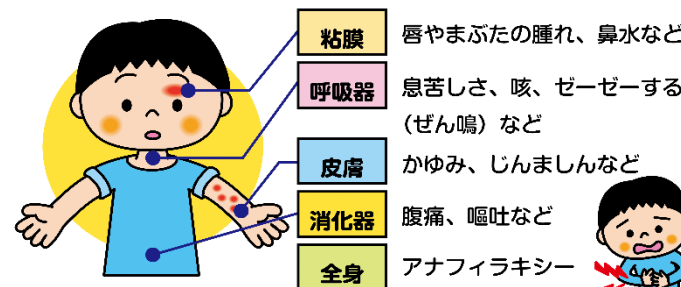 粘膜 唇やまぶたの腫れ、鼻水など
呼吸器 息苦しさ、咳、ゼーゼーする
（ぜん鳴）など
皮膚 かゆみ、じんましんなど
消化器 腹痛、嘔吐など
全身 アナフィラキシー